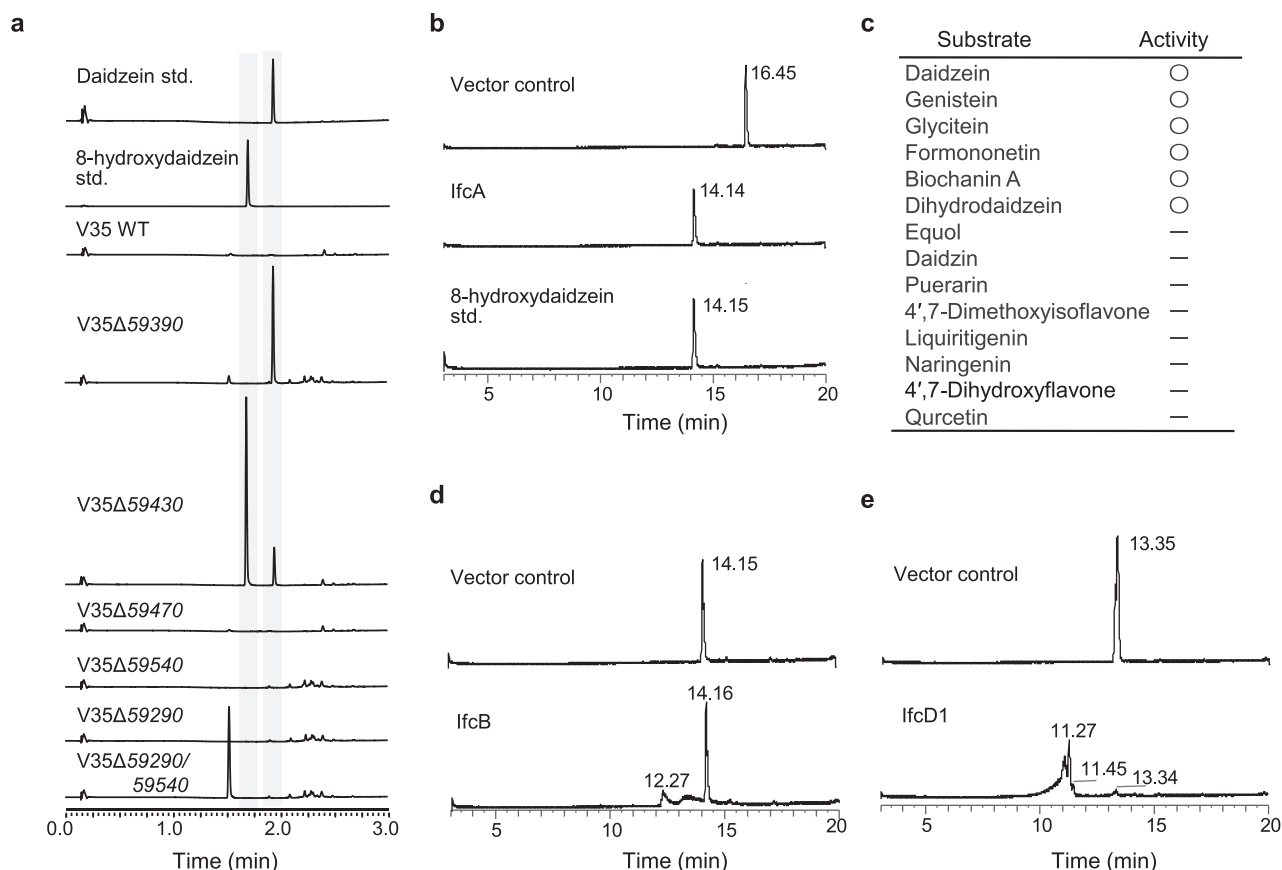 a
Daidzein std.
8-hydroxydaidzein
std.
V35 WT
V35Δ59390
V35Δ59430
V35Δ59470
V35Δ59540
V35Δ59290
V35Δ59290/
59540
0.0 1.0 2.0 3.0
Time (min)
b
Vector control
16.45
IfcA
14.14
8-hydroxydaidzein
std.
14.15
5 10 15 20
Time (min)
c
Substrate Activity
Daidzein ○
Genistein ○
Glycitein ○
Formononetin ○
Biochanin A ○
Dihydrodaidzein ○
Equol —
Daidzin —
Puerarin —
4′,7-Dimethoxyisoflavone —
Liquiritigenin —
Naringenin —
4′,7-Dihydroxyflavone —
Qurcetin —
d
Vector control
14.15
IfcB
14.16
12.27
5 10 15 20
Time (min)
e
Vector control
13.35
IfcD1
11.27
11.45
13.34
5 10 15 20
Time (min)